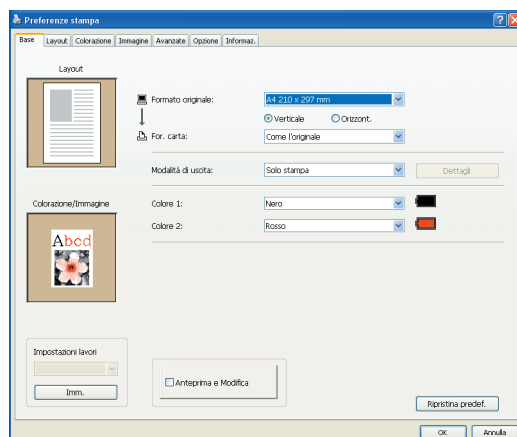 Preferenze stampa
Base Layout Colorazione Immagine Avanzate Opzione Informaz.
Layout
Formato originale: A4 210 x 297 mm
Verticale Orizzont.
For. carta: Come l'originale
Modalità di uscita: Solo stampa Dettagli
Colorazione/Immagine
Colore 1: Nero
Colore 2: Rosso
Abcd
Impostazioni lavori
Imm.
Anteprima e Modifica
Ripristina predef.
OK Annulla